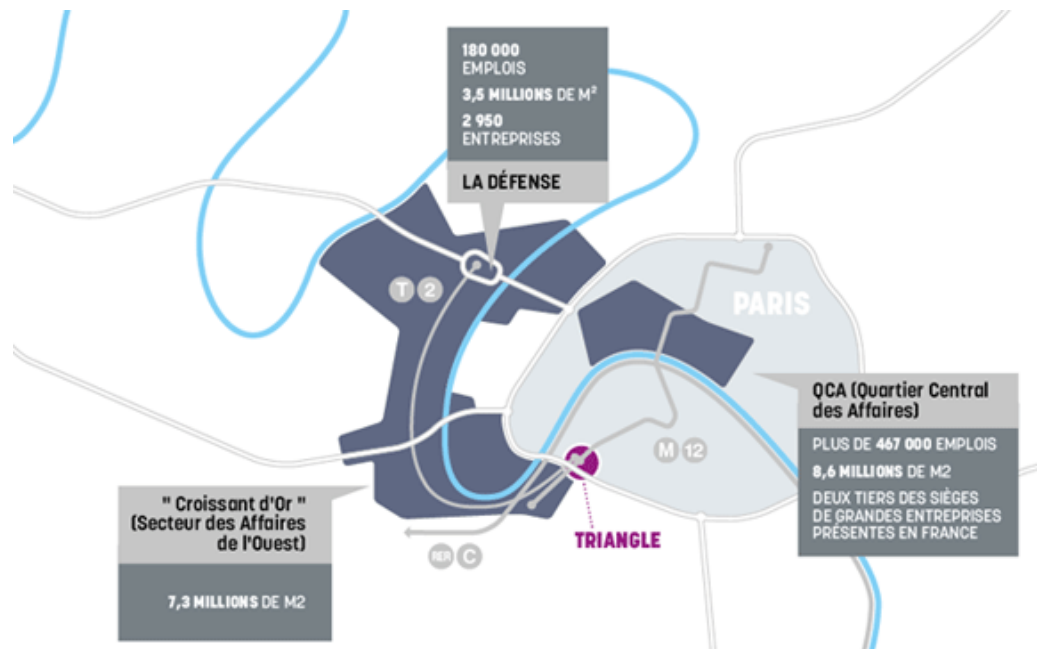 180 000
EMPLOIS
3,5 MILLIONS DE M²
2 950
ENTREPRISES
LA DÉFENSE
T 2
PARIS
QCA (Quartier Central
des Affaires)
PLUS DE 467 000 EMPLOIS
8,6 MILLIONS DE M2
DEUX TIERS DES SIÈGES
DE GRANDES ENTREPRISES
PRÉSENTES EN FRANCE
M 12
" Croissant d'Or "
(Secteur des Affaires
de l'Ouest)
7,3 MILLIONS DE M2
TRIANGLE
RER C